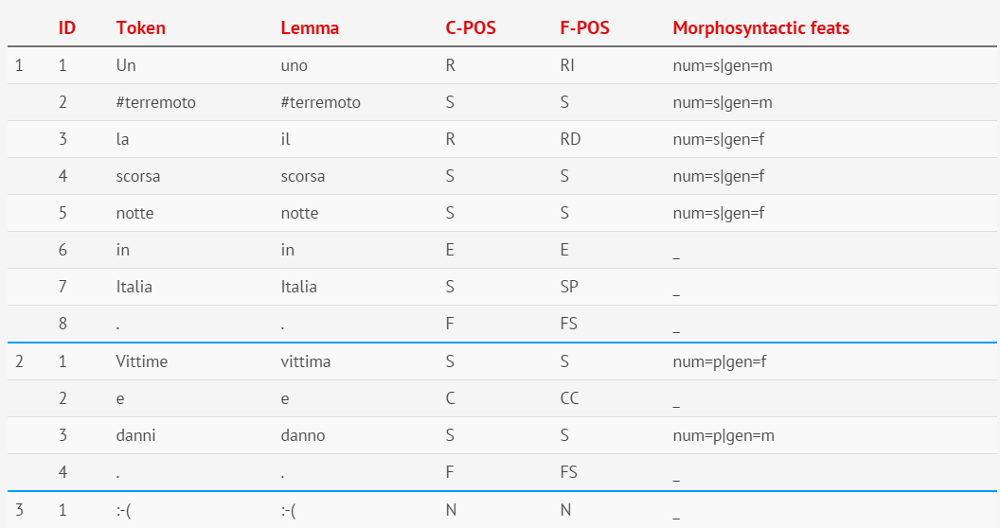 ID Token Lemma C-POS F-POS Morphosyntactic feats
1 1 Un uno R RI num=s|gen=m
2 #terremoto #terremoto S S num=s|gen=m
3 la il R RD num=s|gen=f
4 scorsa scorsa S S num=s|gen=f
5 notte notte S S num=s|gen=f
6 in in E E _
7 Italia Italia S SP _
8 . . F FS _
2 1 Vittime vittima S S num=p|gen=f
2 e e C CC _
3 danni danno S S num=p|gen=m
4 . . F FS _
3 1 :-( :-( N N _